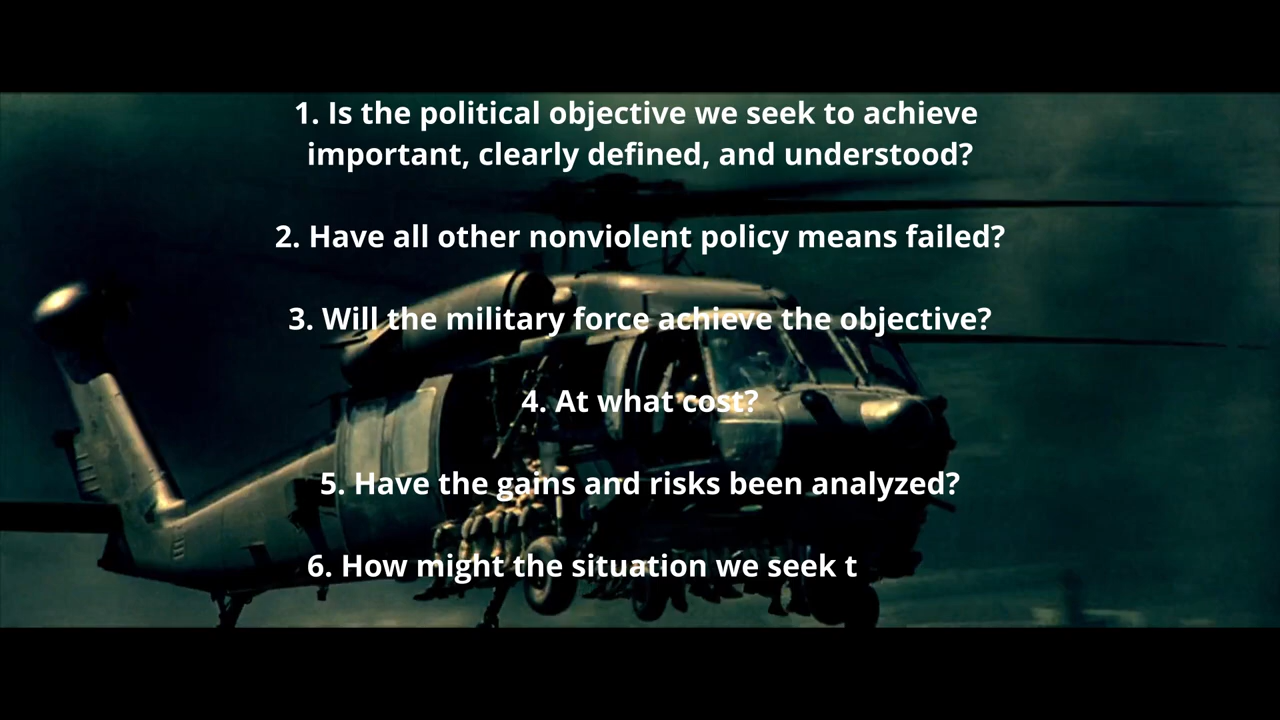 1. Is the political objective we seek to achieve
important, clearly defined, and understood?
2. Have all other nonviolent policy means failed?
3. Will the military force achieve the objective?
4. At what cost?
5. Have the gains and risks been analyzed?
6. How might the situation we seek t